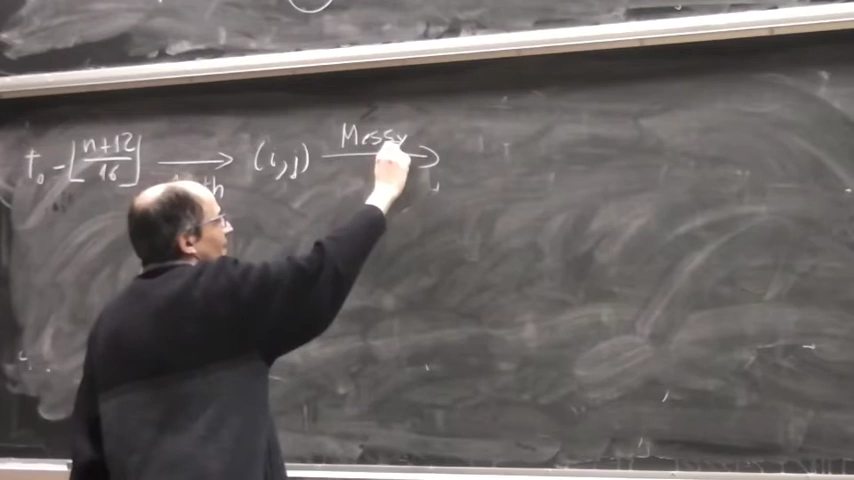 t₀ - ⌊(n+12)/16⌋ ⟶ (i,j) ⟶
Messy